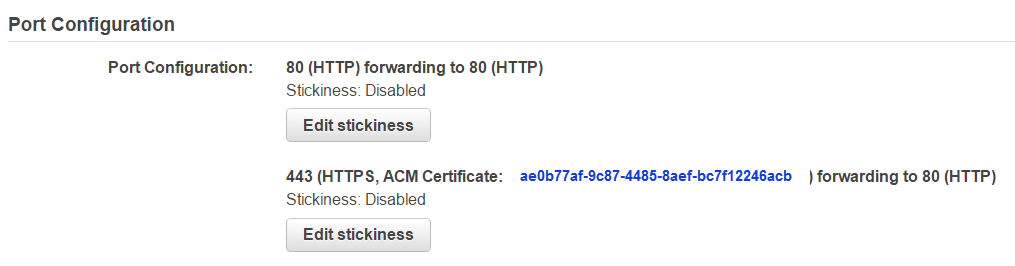 Port Configuration
Port Configuration: 80 (HTTP) forwarding to 80 (HTTP)
Stickiness: Disabled
Edit stickiness
443 (HTTPS, ACM Certificate: ae0b77af-9c87-4485-8aef-bc7f12246acb ) forwarding to 80 (HTTP)
Stickiness: Disabled
Edit stickiness